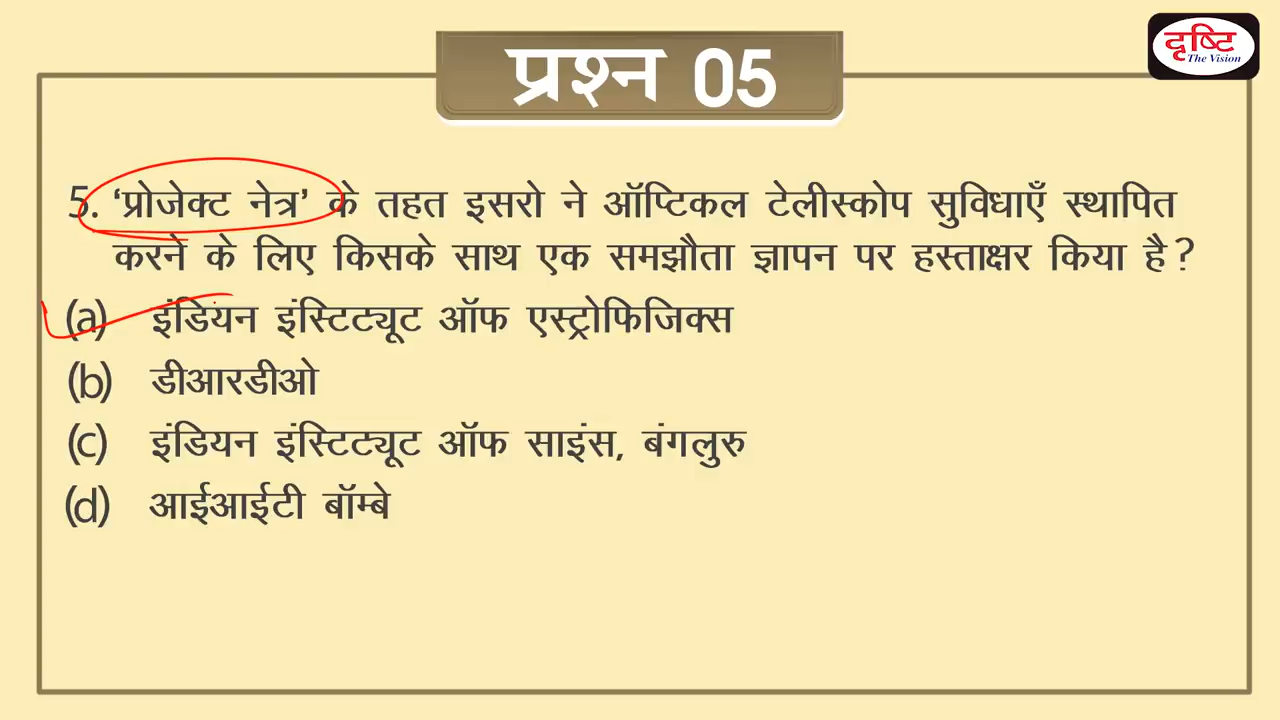 दृष्टि
The Vision
प्रश्न 05
5. ‘प्रोजेक्ट नेत्र’ के तहत इसरो ने ऑप्टिकल टेलीस्कोप सुविधाएँ स्थापित
करने के लिए किसके साथ एक समझौता ज्ञापन पर हस्ताक्षर किया है?
(a) इंडियन इंस्टिट्यूट ऑफ एस्ट्रोफिजिक्स
(b) डीआरडीओ
(c) इंडियन इंस्टिट्यूट ऑफ साइंस, बंगलुरु
(d) आईआईटी बॉम्बे